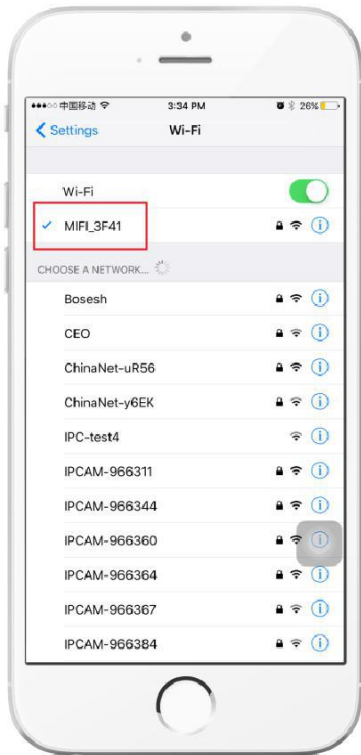 中国移动 3:34 PM 26%
Settings Wi-Fi
Wi-Fi
MIFI_3F41
CHOOSE A NETWORK...
Bosesh
CEO
ChinaNet-uR56
ChinaNet-y6EK
IPC-test4
IPCAM-966311
IPCAM-966344
IPCAM-966360
IPCAM-966364
IPCAM-966367
IPCAM-966384